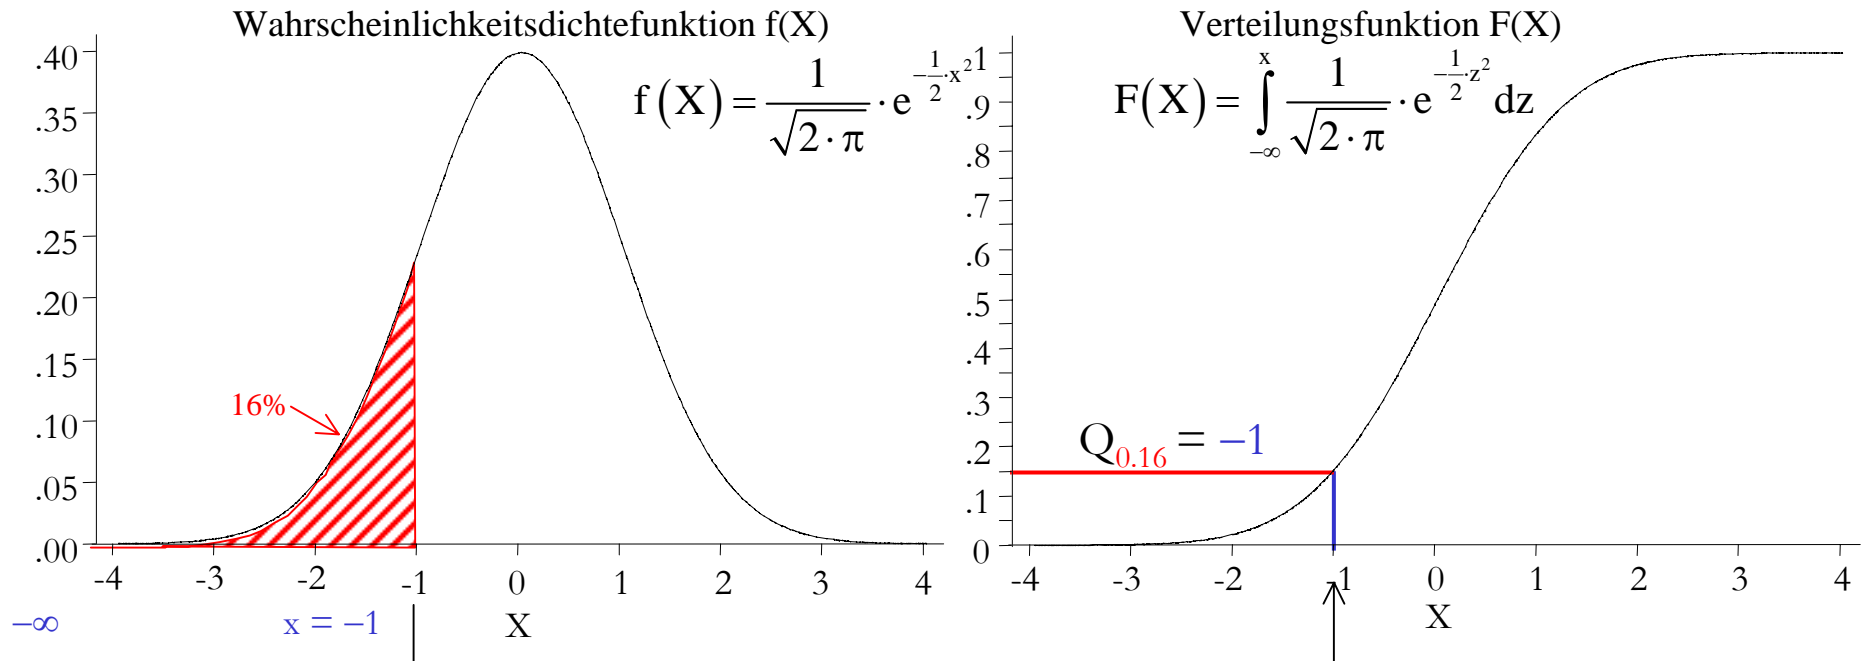 Wahrscheinlichkeitsdichtefunktion f(X)
f(X) = 1/√(2·π) · e^(−1/2·x²)
.40
.35
.30
.25
.20
.15
.10
.05
.00
16%
-4 -3 -2 -1 0 1 2 3 4
−∞ x = −1 X
Verteilungsfunktion F(X)
F(X) = ∫_{−∞}^{x} 1/√(2·π) · e^(−1/2·z²) dz
1
.9
.8
.7
.6
.5
.4
.3
.2
.1
0
Q0.16 = −1
-4 -3 -2 -1 0 1 2 3 4
X